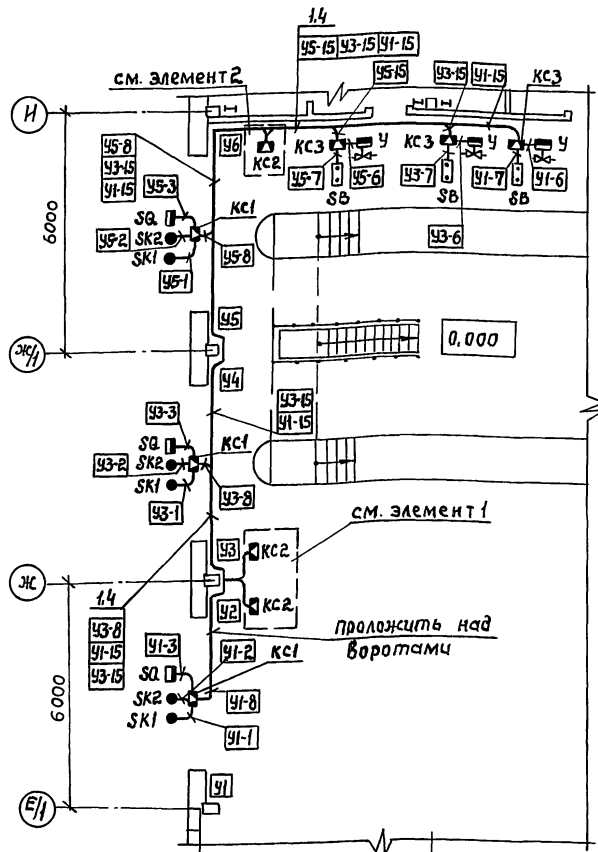 1.4
У5-15 У3-15 У1-15
см. элемент 2
У5-15
У3-15
У1-15
КС3
И
У6
КС2
КС3
У
КС3
У
У
У5-8
У3-15
У1-15
У5-7
У5-6
У3-7
У1-7
У1-6
SB
SB
SB
У5-3
SQ
КС1
У5-2
SK2
У3-6
SK1
У5-8
У5-1
6000
У5
0,000
Ж/1
У4
У3-15
У1-15
У3-3
SQ
КС1
У3-2
SK2
SK1
У3-8
У3-1
см. элемент 1
У3
КС2
Ж
1.4
У2
КС2
У3-8
У1-15
У3-15
проложить над
воротами
У1-3
У1-2
КС1
SQ
SK2
У1-8
SK1
У1-1
6000
У1
Е/1